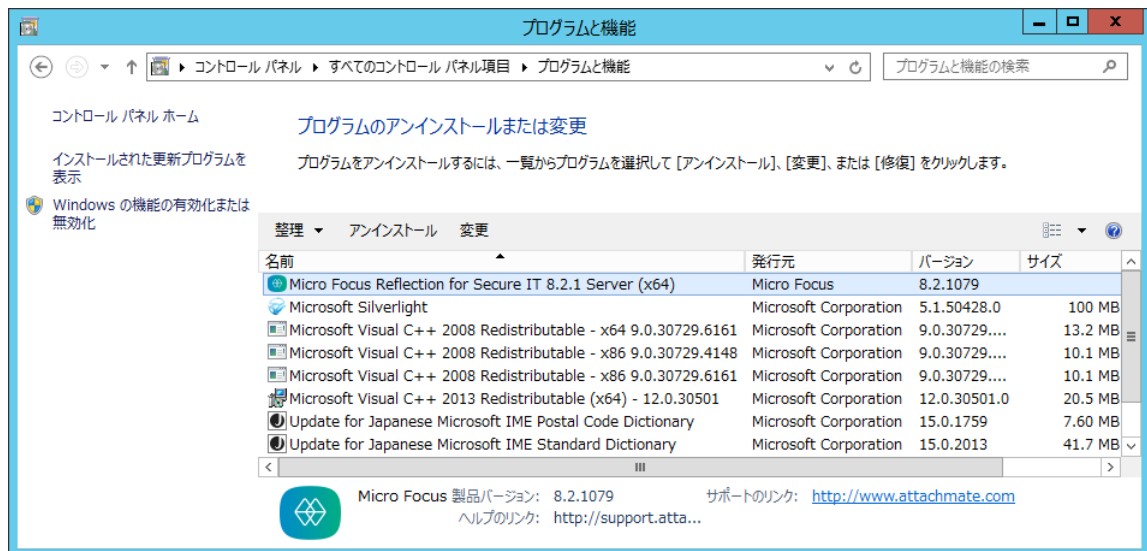 プログラムと機能
コントロール パネル ▸ すべてのコントロール パネル項目 ▸ プログラムと機能
プログラムと機能の検索
コントロール パネル ホーム
インストールされた更新プログラムを
表示
Windows の機能の有効化または
無効化
プログラムのアンインストールまたは変更
プログラムをアンインストールするには、一覧からプログラムを選択して [アンインストール]、[変更]、または [修復] をクリックします。
整理 アンインストール 変更
名前 発行元 バージョン サイズ
Micro Focus Reflection for Secure IT 8.2.1 Server (x64) Micro Focus 8.2.1079
Microsoft Silverlight Microsoft Corporation 5.1.50428.0 100 MB
Microsoft Visual C++ 2008 Redistributable - x64 9.0.30729.6161 Microsoft Corporation 9.0.30729.... 13.2 MB
Microsoft Visual C++ 2008 Redistributable - x86 9.0.30729.4148 Microsoft Corporation 9.0.30729.... 10.1 MB
Microsoft Visual C++ 2008 Redistributable - x86 9.0.30729.6161 Microsoft Corporation 9.0.30729.... 10.1 MB
Microsoft Visual C++ 2013 Redistributable (x64) - 12.0.30501 Microsoft Corporation 12.0.30501.0 20.5 MB
Update for Japanese Microsoft IME Postal Code Dictionary Microsoft Corporation 15.0.1759 7.60 MB
Update for Japanese Microsoft IME Standard Dictionary Microsoft Corporation 15.0.2013 41.7 MB
Micro Focus 製品バージョン: 8.2.1079 サポートのリンク: http://www.attachmate.com
ヘルプのリンク: http://support.atta...